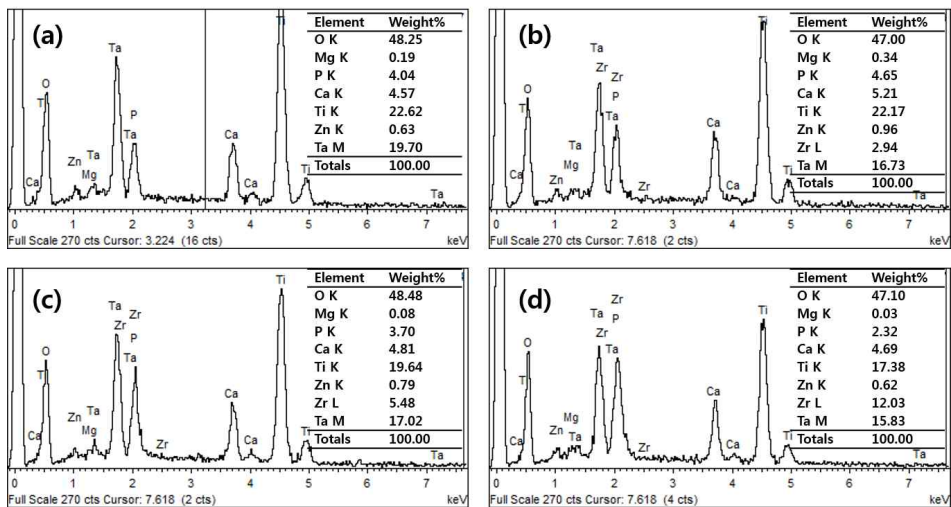 (a)
Element Weight%
O K 48.25
Mg K 0.19
P K 4.04
Ca K 4.57
Ti K 22.62
Zn K 0.63
Ta M 19.70
Totals 100.00
Ti
Ta
O
T
P
Ta
Ca
Zn
Ta
Mg
Ca
Ca
Ti
Ta
0 1 2 3 4 5 6 7
Full Scale 270 cts Cursor: 3.224 (16 cts) keV
(b)
Element Weight%
O K 47.00
Mg K 0.34
P K 4.65
Ca K 5.21
Ti K 22.17
Zn K 0.96
Zr L 2.94
Ta M 16.73
Totals 100.00
Ti
Ta
Zr
Zr
P
Ta
O
T
Ca
Ta
Mg
Zn
Zr
Ca
Ca
Ti
Ta
0 1 2 3 4 5 6 7
Full Scale 270 cts Cursor: 7.618 (2 cts) keV
(c)
Element Weight%
O K 48.48
Mg K 0.08
P K 3.70
Ca K 4.81
Ti K 19.64
Zn K 0.79
Zr L 5.48
Ta M 17.02
Totals 100.00
Ti
Ta
Zr
Zr
P
Ta
O
T
Ca
Zn
Ta
Mg
Zr
Ca
Ca
Ti
Ta
0 1 2 3 4 5 6 7
Full Scale 270 cts Cursor: 7.618 (2 cts) keV
(d)
Element Weight%
O K 47.10
Mg K 0.03
P K 2.32
Ca K 4.69
Ti K 17.38
Zn K 0.62
Zr L 12.03
Ta M 15.83
Totals 100.00
Ti
Ta
Zr
Zr
P
Ta
O
T
Ca
Zn
Mg
Ta
Zr
Ca
Ca
Ti
Ta
0 1 2 3 4 5 6 7
Full Scale 270 cts Cursor: 7.618 (4 cts) keV